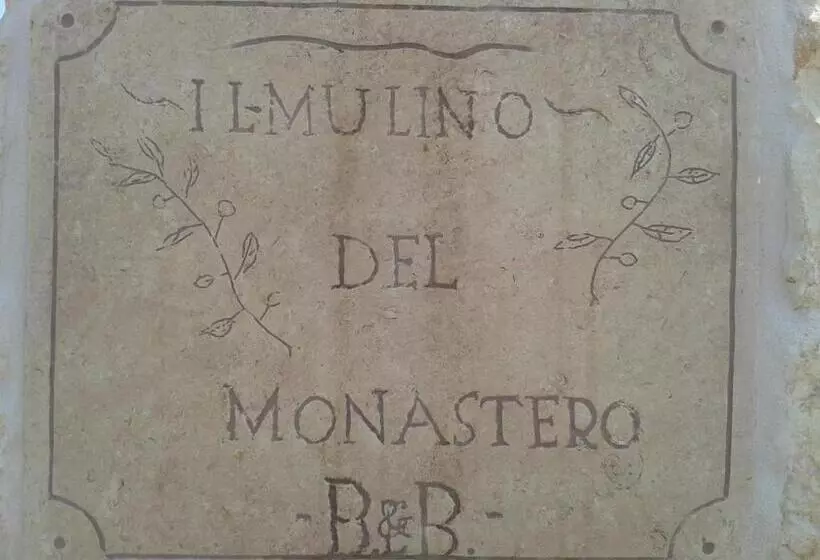 IL-MULINO
DEL
MONASTERO
-B.&B.-